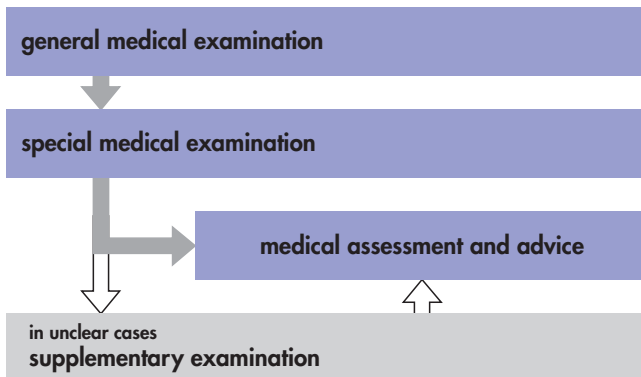 general medical examination
special medical examination
medical assessment and advice
in unclear cases
supplementary examination